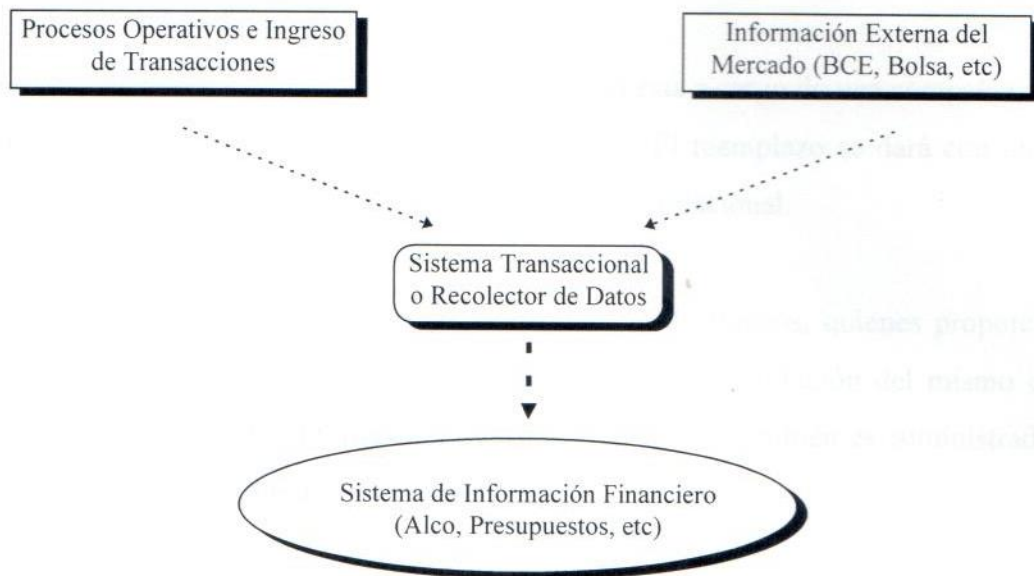 Procesos Operativos e Ingreso
de Transacciones
Información Externa del
Mercado (BCE, Bolsa, etc)
Sistema Transaccional
o Recolector de Datos
Sistema de Información Financiero
(Alco, Presupuestos, etc)